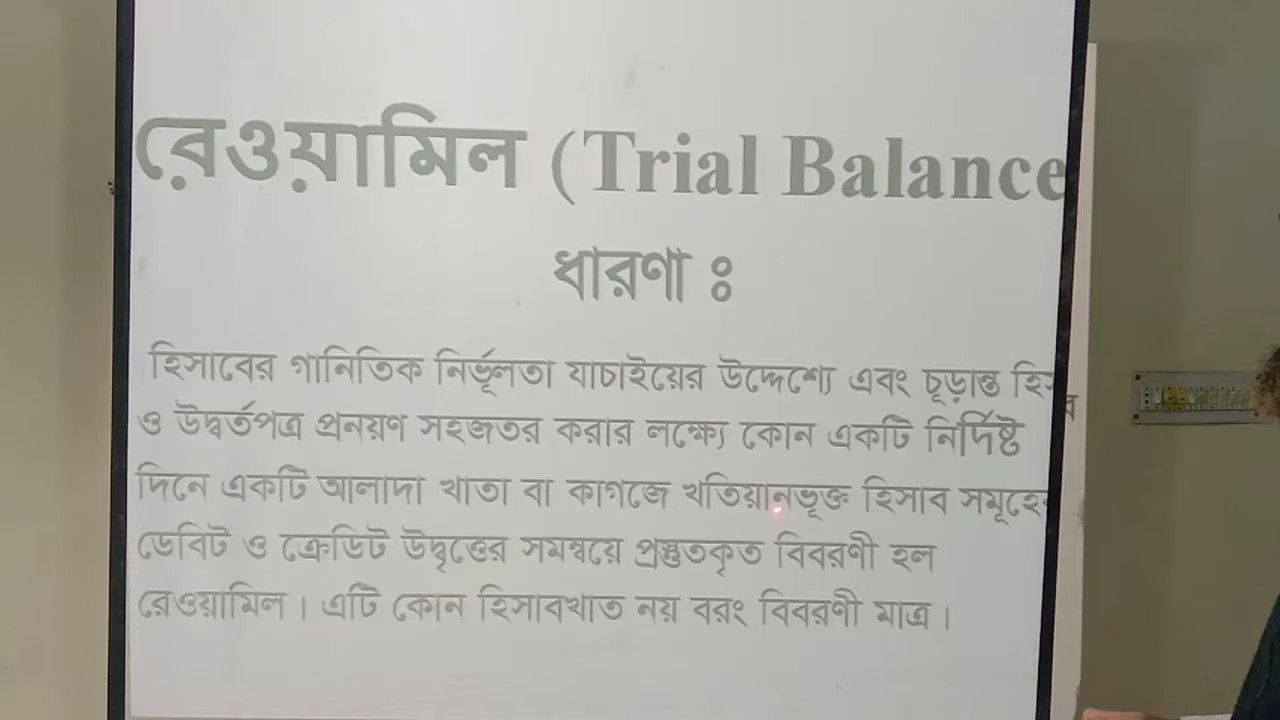 রেওয়ামিল (Trial Balance
ধারণা ঃ
হিসাবের গানিতিক নির্ভূলতা যাচাইয়ের উদ্দেশ্যে এবং চূড়ান্ত
ও উদ্বর্তপত্র প্রনয়ণ সহজতর করার লক্ষ্যে কোন একটি নির্দিষ্ট
দিনে একটি আলাদা খাতা বা কাগজে খতিয়ানভূক্ত হিসাব সমূহের
ডেবিট ও ক্রেডিট উদ্বৃত্তের সমন্বয়ে প্রস্তুতকৃত বিবরণী হল
রেওয়ামিল। এটি কোন হিসাবখাত নয় বরং বিবরণী মাত্র।